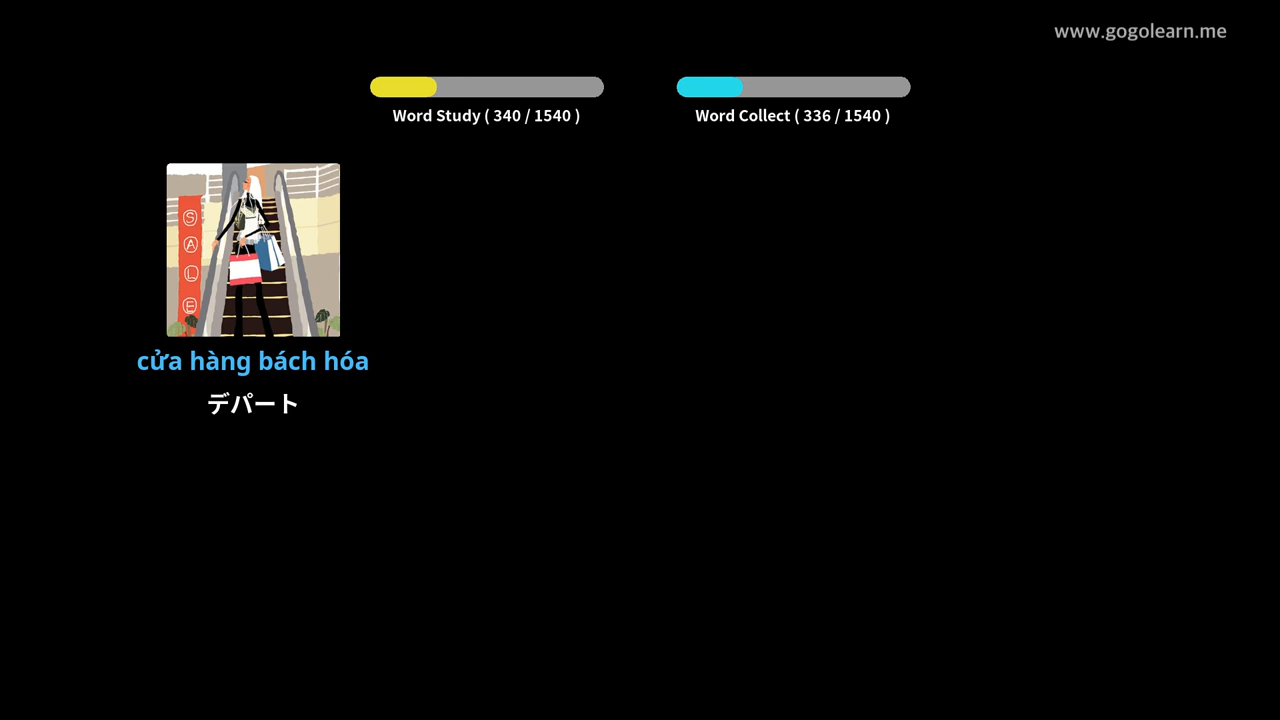 www.gogolearn.me
Word Study ( 340 / 1540 )
Word Collect ( 336 / 1540 )
SALE
cửa hàng bách hóa
デパート